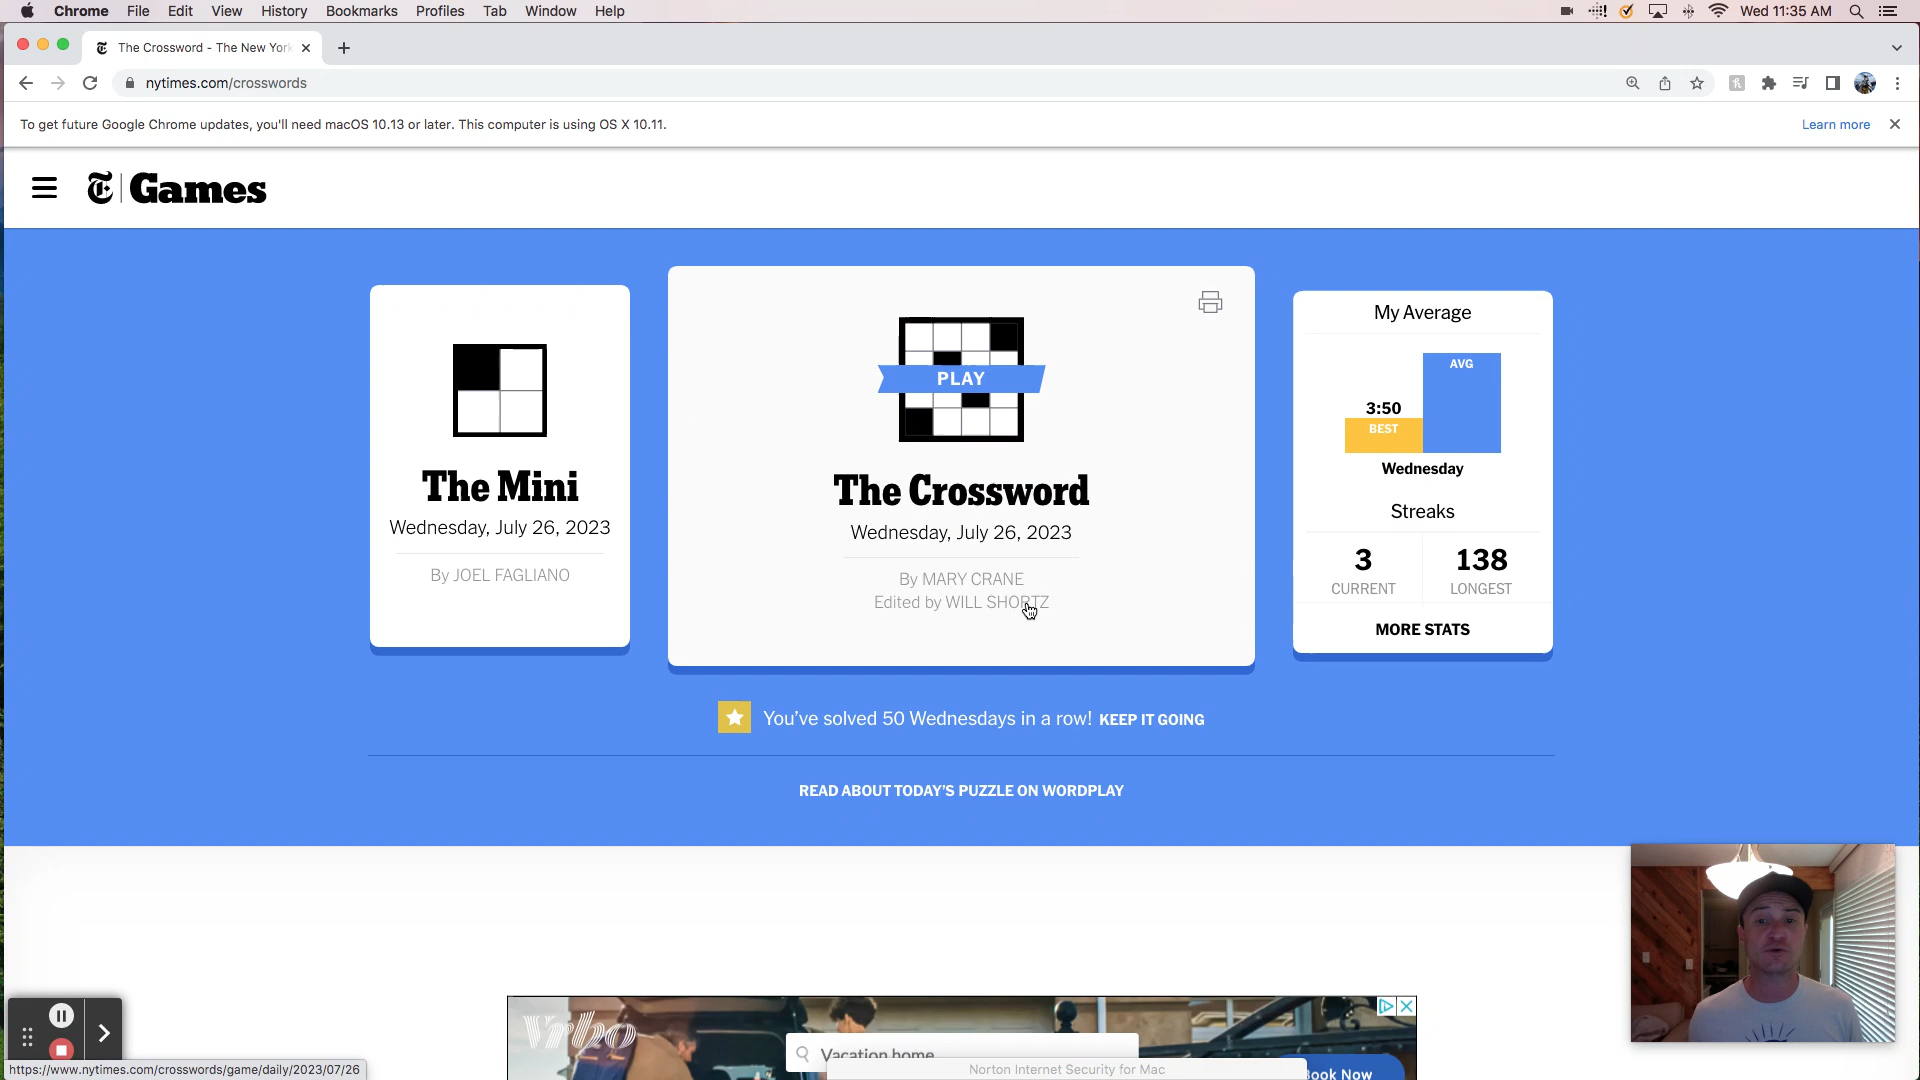 Chrome File Edit View History Bookmarks Profiles Tab Window Help Wed 11:35 AM
The Crossword - The New York
nytimes.com/crosswords
To get future Google Chrome updates, you'll need macOS 10.13 or later. This computer is using OS X 10.11. Learn more
Games
The Mini
Wednesday, July 26, 2023
By JOEL FAGLIANO
PLAY
The Crossword
Wednesday, July 26, 2023
By MARY CRANE
Edited by WILL SHORTZ
My Average
AVG
3:50
BEST
Wednesday
Streaks
3 138
CURRENT LONGEST
MORE STATS
You've solved 50 Wednesdays in a row! KEEP IT GOING
READ ABOUT TODAY'S PUZZLE ON WORDPLAY
Vrbo
Vacation home
Book Now
Norton Internet Security for Mac
https://www.nytimes.com/crosswords/game/daily/2023/07/26